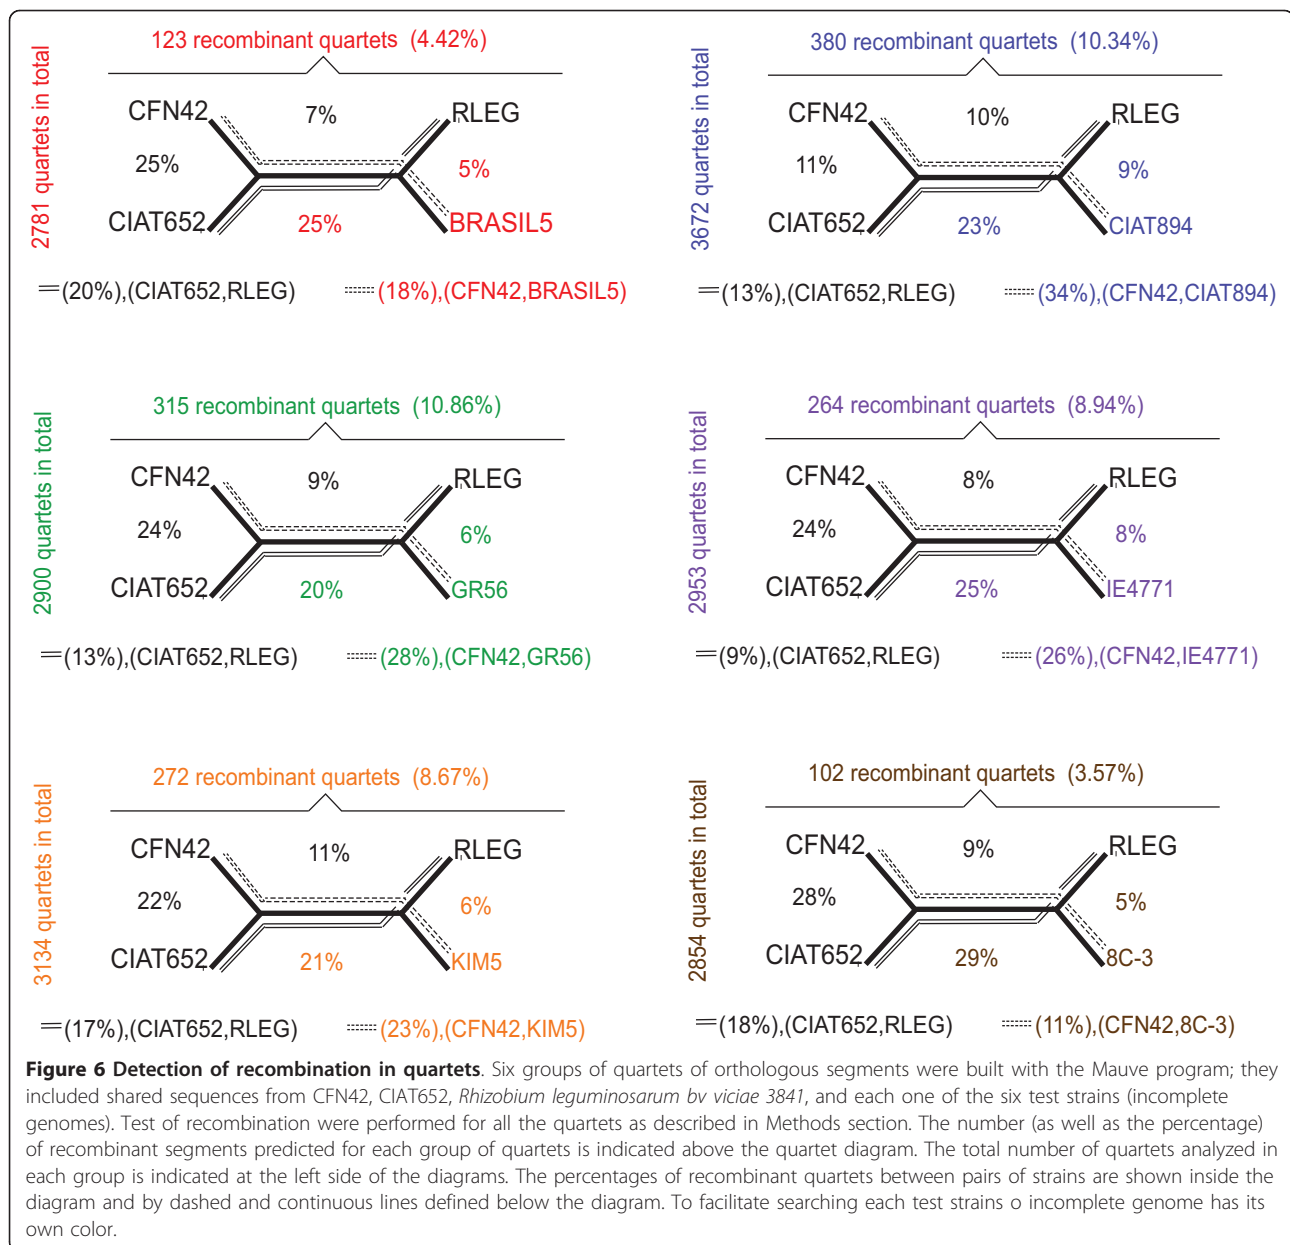 123 recombinant quartets (4.42%)
2781 quartets in total
CFN42
7%
RLEG
25%
5%
CIAT652
25%
BRASIL5
(20%),(CIAT652,RLEG)
(18%),(CFN42,BRASIL5)
380 recombinant quartets (10.34%)
3672 quartets in total
CFN42
10%
RLEG
11%
9%
CIAT652
23%
CIAT894
(13%),(CIAT652,RLEG)
(34%),(CFN42,CIAT894)
315 recombinant quartets (10.86%)
2900 quartets in total
CFN42
9%
RLEG
24%
6%
CIAT652
20%
GR56
(13%),(CIAT652,RLEG)
(28%),(CFN42,GR56)
264 recombinant quartets (8.94%)
2953 quartets in total
CFN42
8%
RLEG
24%
8%
CIAT652
25%
IE4771
(9%),(CIAT652,RLEG)
(26%),(CFN42,IE4771)
272 recombinant quartets (8.67%)
3134 quartets in total
CFN42
11%
RLEG
22%
6%
CIAT652
21%
KIM5
(17%),(CIAT652,RLEG)
(23%),(CFN42,KIM5)
102 recombinant quartets (3.57%)
2854 quartets in total
CFN42
9%
RLEG
28%
5%
CIAT652
29%
8C-3
(18%),(CIAT652,RLEG)
(11%),(CFN42,8C-3)
Figure 6 Detection of recombination in quartets. Six groups of quartets of orthologous segments were built with the Mauve program; they
included shared sequences from CFN42, CIAT652, Rhizobium leguminosarum bv viciae 3841, and each one of the six test strains (incomplete
genomes). Test of recombination were performed for all the quartets as described in Methods section. The number (as well as the percentage)
of recombinant segments predicted for each group of quartets is indicated above the quartet diagram. The total number of quartets analyzed in
each group is indicated at the left side of the diagrams. The percentages of recombinant quartets between pairs of strains are shown inside the
diagram and by dashed and continuous lines defined below the diagram. To facilitate searching each test strains o incomplete genome has its
own color.